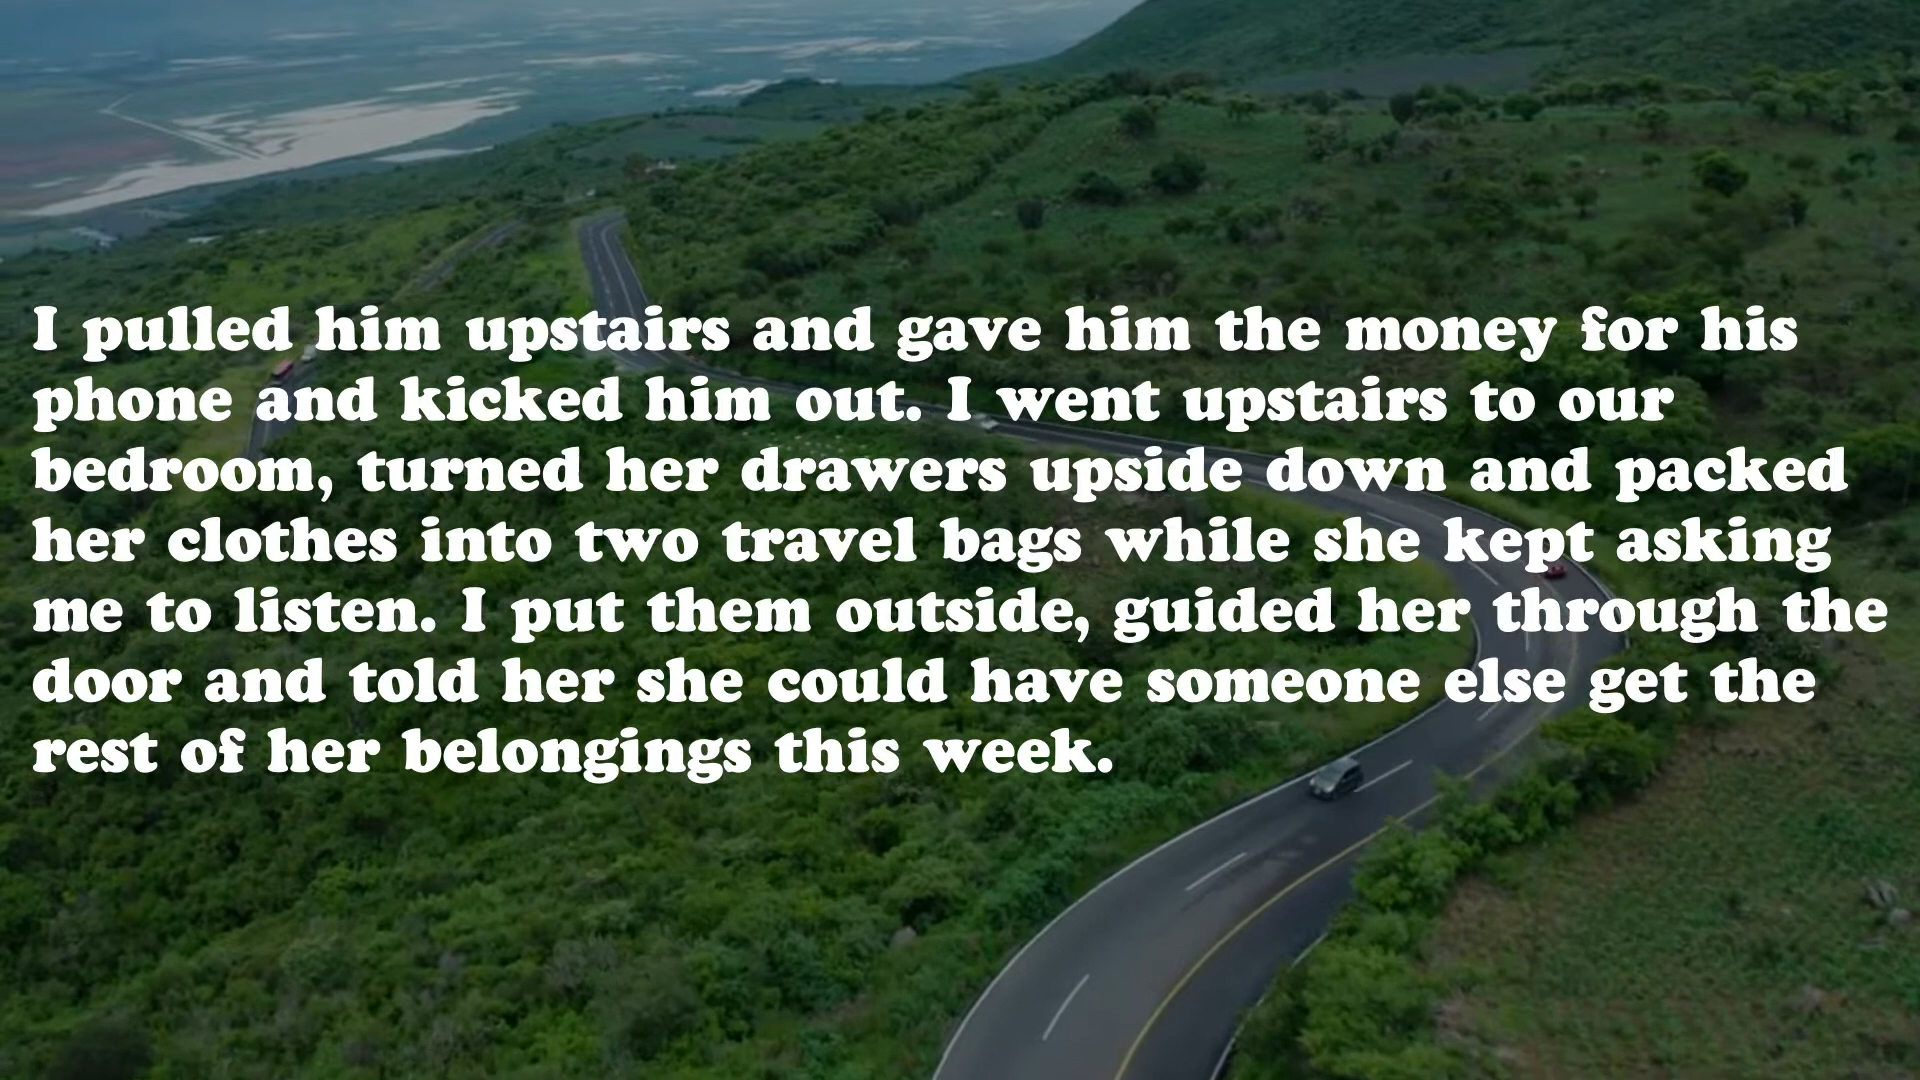 I pulled him upstairs and gave him the money for his
phone and kicked him out. I went upstairs to our
bedroom, turned her drawers upside down and packed
her clothes into two travel bags while she kept asking
me to listen. I put them outside, guided her through the
door and told her she could have someone else get the
rest of her belongings this week.